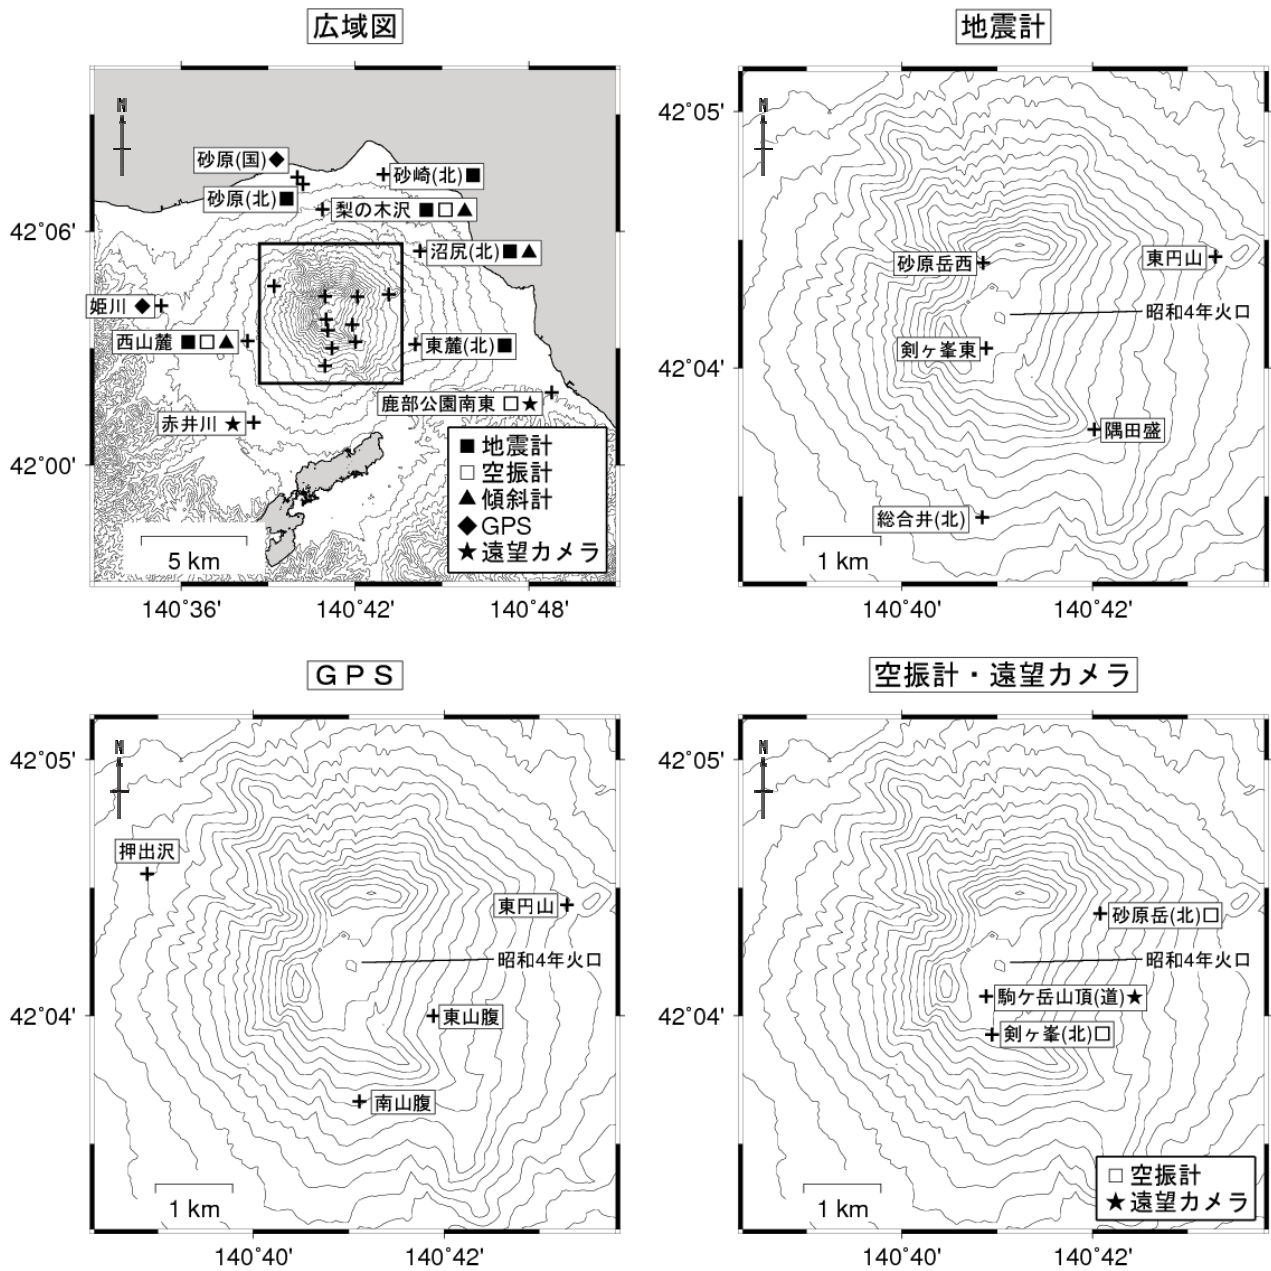 広域図
N
砂原(国)◆
砂崎(北)■
砂原(北)■
梨の木沢 ■□▲
42°06'
沼尻(北)■▲
姫川 ◆
西山麓 ■□▲
東麓(北)■
鹿部公園南東 □★
赤井川 ★
42°00'
■地震計
□空振計
▲傾斜計
◆GPS
★遠望カメラ
5 km
140°36'
140°42'
140°48'
地震計
42°05'
N
砂原岳西
東円山
昭和4年火口
剣ヶ峯東
42°04'
隅田盛
総合井(北)
1 km
140°40'
140°42'
GPS
42°05'
N
押出沢
東円山
昭和4年火口
42°04'
東山腹
南山腹
1 km
140°40'
140°42'
空振計・遠望カメラ
42°05'
N
砂原岳(北)□
昭和4年火口
駒ケ岳山頂(道)★
42°04'
剣ヶ峯(北)□
□空振計
★遠望カメラ
1 km
140°40'
140°42'